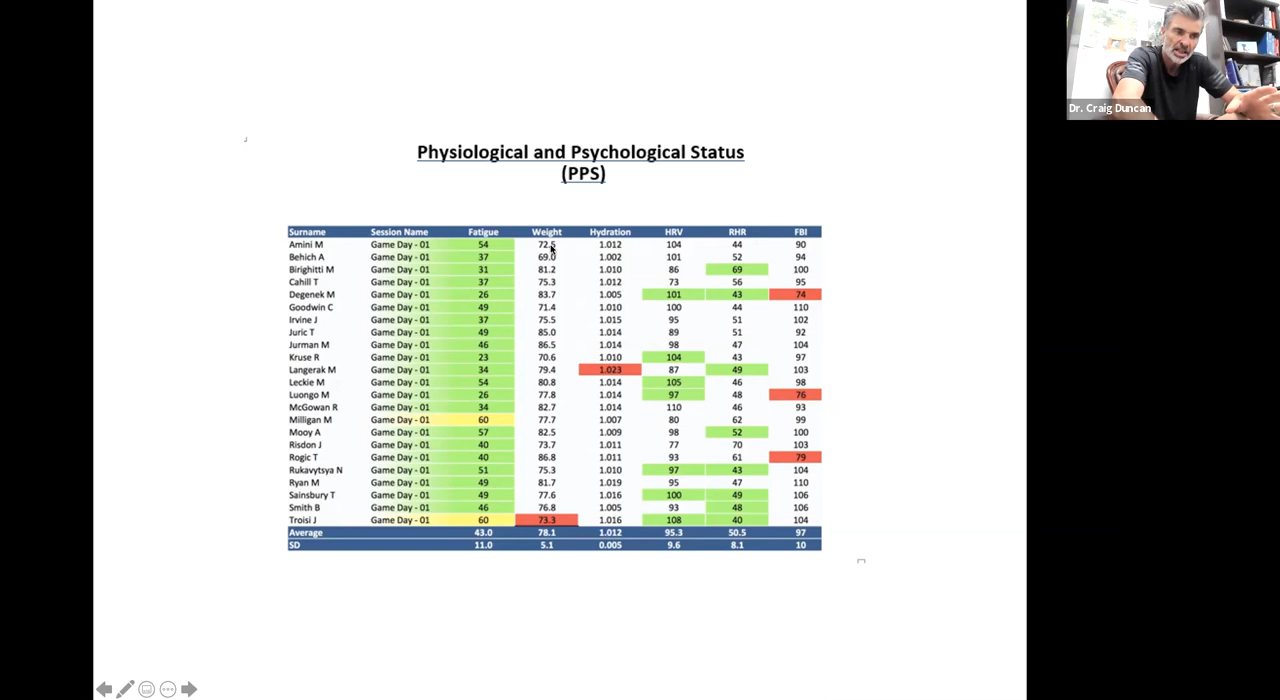 Dr. Craig Duncan
Physiological and Psychological Status
(PPS)
Surname Session Name Fatigue Weight Hydration HRV RHR FBI
Amini M Game Day - 01 54 72.5 1.012 104 44 90
Behich A Game Day - 01 37 69.0 1.002 101 52 94
Birighitti M Game Day - 01 31 81.2 1.010 86 69 100
Cahill T Game Day - 01 37 75.3 1.012 73 56 95
Degenek M Game Day - 01 26 83.7 1.005 101 43 74
Goodwin C Game Day - 01 49 71.4 1.010 100 44 110
Irvine J Game Day - 01 37 75.5 1.015 95 51 102
Juric T Game Day - 01 49 85.0 1.014 89 51 92
Jurman M Game Day - 01 46 86.5 1.014 98 47 104
Kruse R Game Day - 01 23 70.6 1.010 104 43 97
Langerak M Game Day - 01 34 79.4 1.023 87 49 103
Leckie M Game Day - 01 54 80.8 1.014 105 46 98
Luongo M Game Day - 01 26 77.8 1.014 97 48 76
McGowan R Game Day - 01 34 82.7 1.014 110 46 93
Milligan M Game Day - 01 60 77.7 1.007 80 62 99
Mooy A Game Day - 01 57 82.5 1.009 98 52 100
Risdon J Game Day - 01 40 73.7 1.011 77 70 103
Rogic T Game Day - 01 40 86.8 1.011 93 61 79
Rukavytsya N Game Day - 01 51 75.3 1.010 97 43 104
Ryan M Game Day - 01 49 81.7 1.019 95 47 110
Sainsbury T Game Day - 01 49 77.6 1.016 100 49 106
Smith B Game Day - 01 46 76.8 1.005 93 48 106
Troisi J Game Day - 01 60 73.3 1.016 108 40 104
Average 43.0 78.1 1.012 95.3 50.5 97
SD 11.0 5.1 0.005 9.6 8.1 10